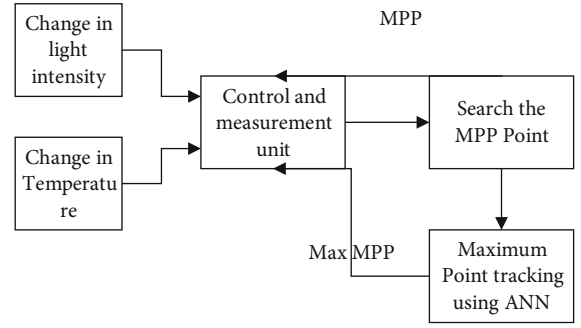 MPP
Change in
light
intensity
Control and
measurement
unit
Search the
MPP Point
Change in
Temperatu
re
Max MPP
Maximum
Point tracking
using ANN